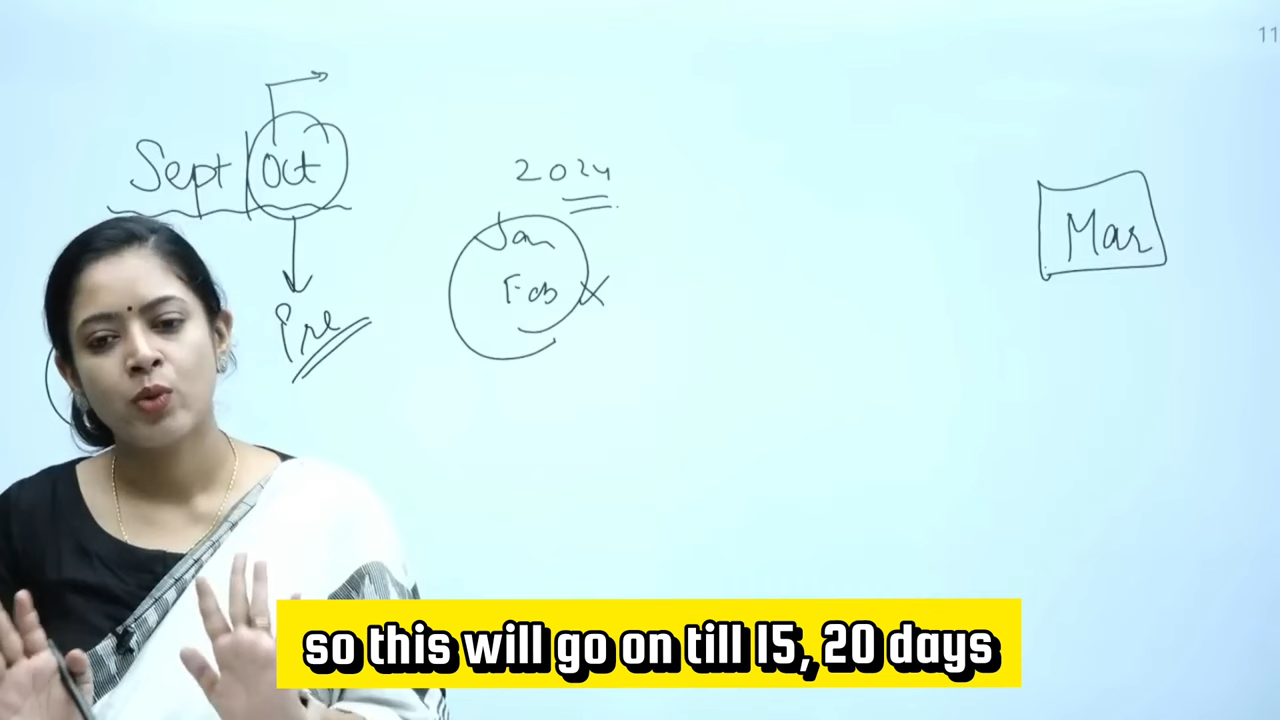 11
Sept | Oct
2024
Jan
Feb X
Mar
Pre
so this will go on till 15, 20 days